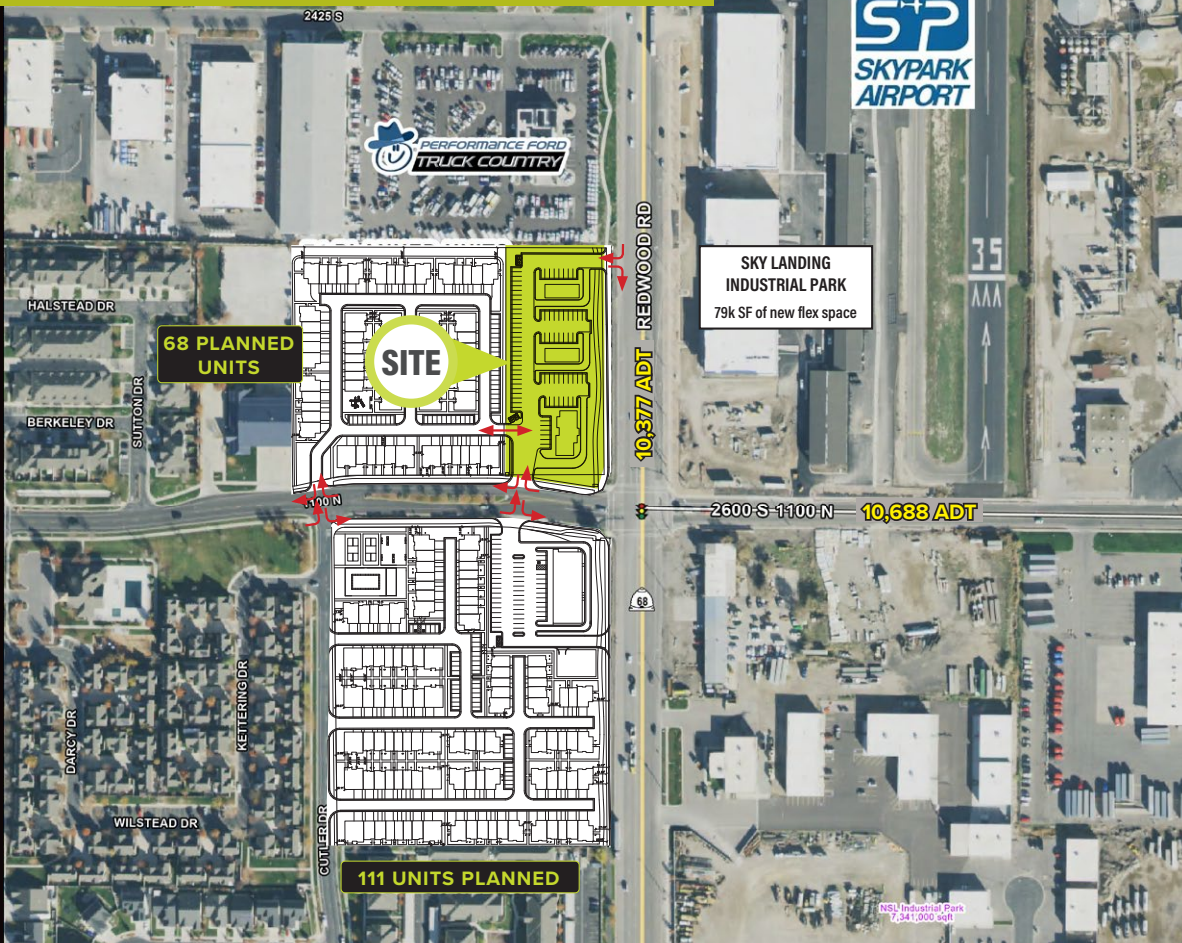 2425 S
SP
SKYPARK
AIRPORT
PERFORMANCE FORD
TRUCK COUNTRY
REDWOOD RD
35
SKY LANDING
INDUSTRIAL PARK
79k SF of new flex space
HALSTEAD DR
68 PLANNED
UNITS
SITE
SUTTON DR
BERKELEY DR
10,377 ADT
1100 N
2600 S 1100 N
10,688 ADT
68
KETTERING DR
DARCY DR
WILSTEAD DR
CUTLER DR
111 UNITS PLANNED
NSL Industrial Park
7,341,000 sqft